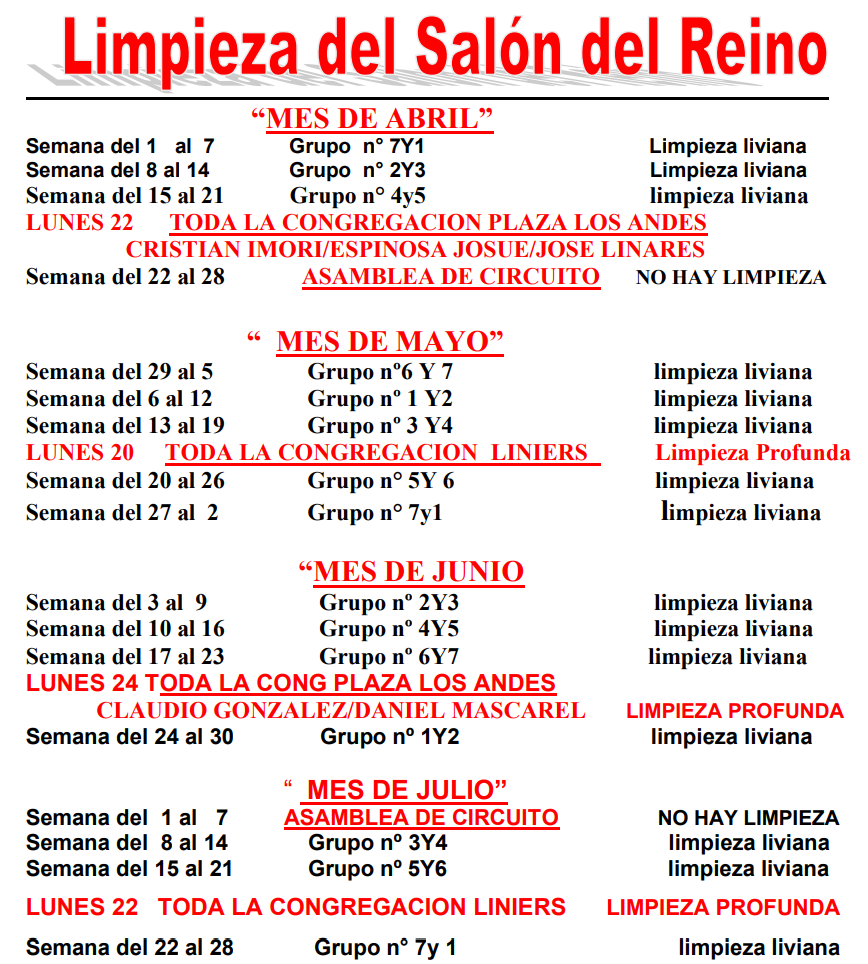 Limpieza del Salón del Reino
“MES DE ABRIL”
Semana del 1 al 7 Grupo n° 7Y1 Limpieza liviana
Semana del 8 al 14 Grupo n° 2Y3 Limpieza liviana
Semana del 15 al 21 Grupo n° 4y5 limpieza liviana
LUNES 22 TODA LA CONGREGACION PLAZA LOS ANDES
CRISTIAN IMORI/ESPINOSA JOSUE/JOSE LINARES
Semana del 22 al 28 ASAMBLEA DE CIRCUITO NO HAY LIMPIEZA
“ MES DE MAYO”
Semana del 29 al 5 Grupo nº6 Y 7 limpieza liviana
Semana del 6 al 12 Grupo nº 1 Y2 limpieza liviana
Semana del 13 al 19 Grupo nº 3 Y4 limpieza liviana
LUNES 20 TODA LA CONGREGACION LINIERS Limpieza Profunda
Semana del 20 al 26 Grupo n° 5Y 6 limpieza liviana
Semana del 27 al 2 Grupo n° 7y1 limpieza liviana
“MES DE JUNIO
Semana del 3 al 9 Grupo nº 2Y3 limpieza liviana
Semana del 10 al 16 Grupo nº 4Y5 limpieza liviana
Semana del 17 al 23 Grupo nº 6Y7 limpieza liviana
LUNES 24 TODA LA CONG PLAZA LOS ANDES
CLAUDIO GONZALEZ/DANIEL MASCAREL LIMPIEZA PROFUNDA
Semana del 24 al 30 Grupo nº 1Y2 limpieza liviana
“ MES DE JULIO”
Semana del 1 al 7 ASAMBLEA DE CIRCUITO NO HAY LIMPIEZA
Semana del 8 al 14 Grupo nº 3Y4 limpieza liviana
Semana del 15 al 21 Grupo nº 5Y6 limpieza liviana
LUNES 22 TODA LA CONGREGACION LINIERS LIMPIEZA PROFUNDA
Semana del 22 al 28 Grupo n° 7y 1 limpieza liviana